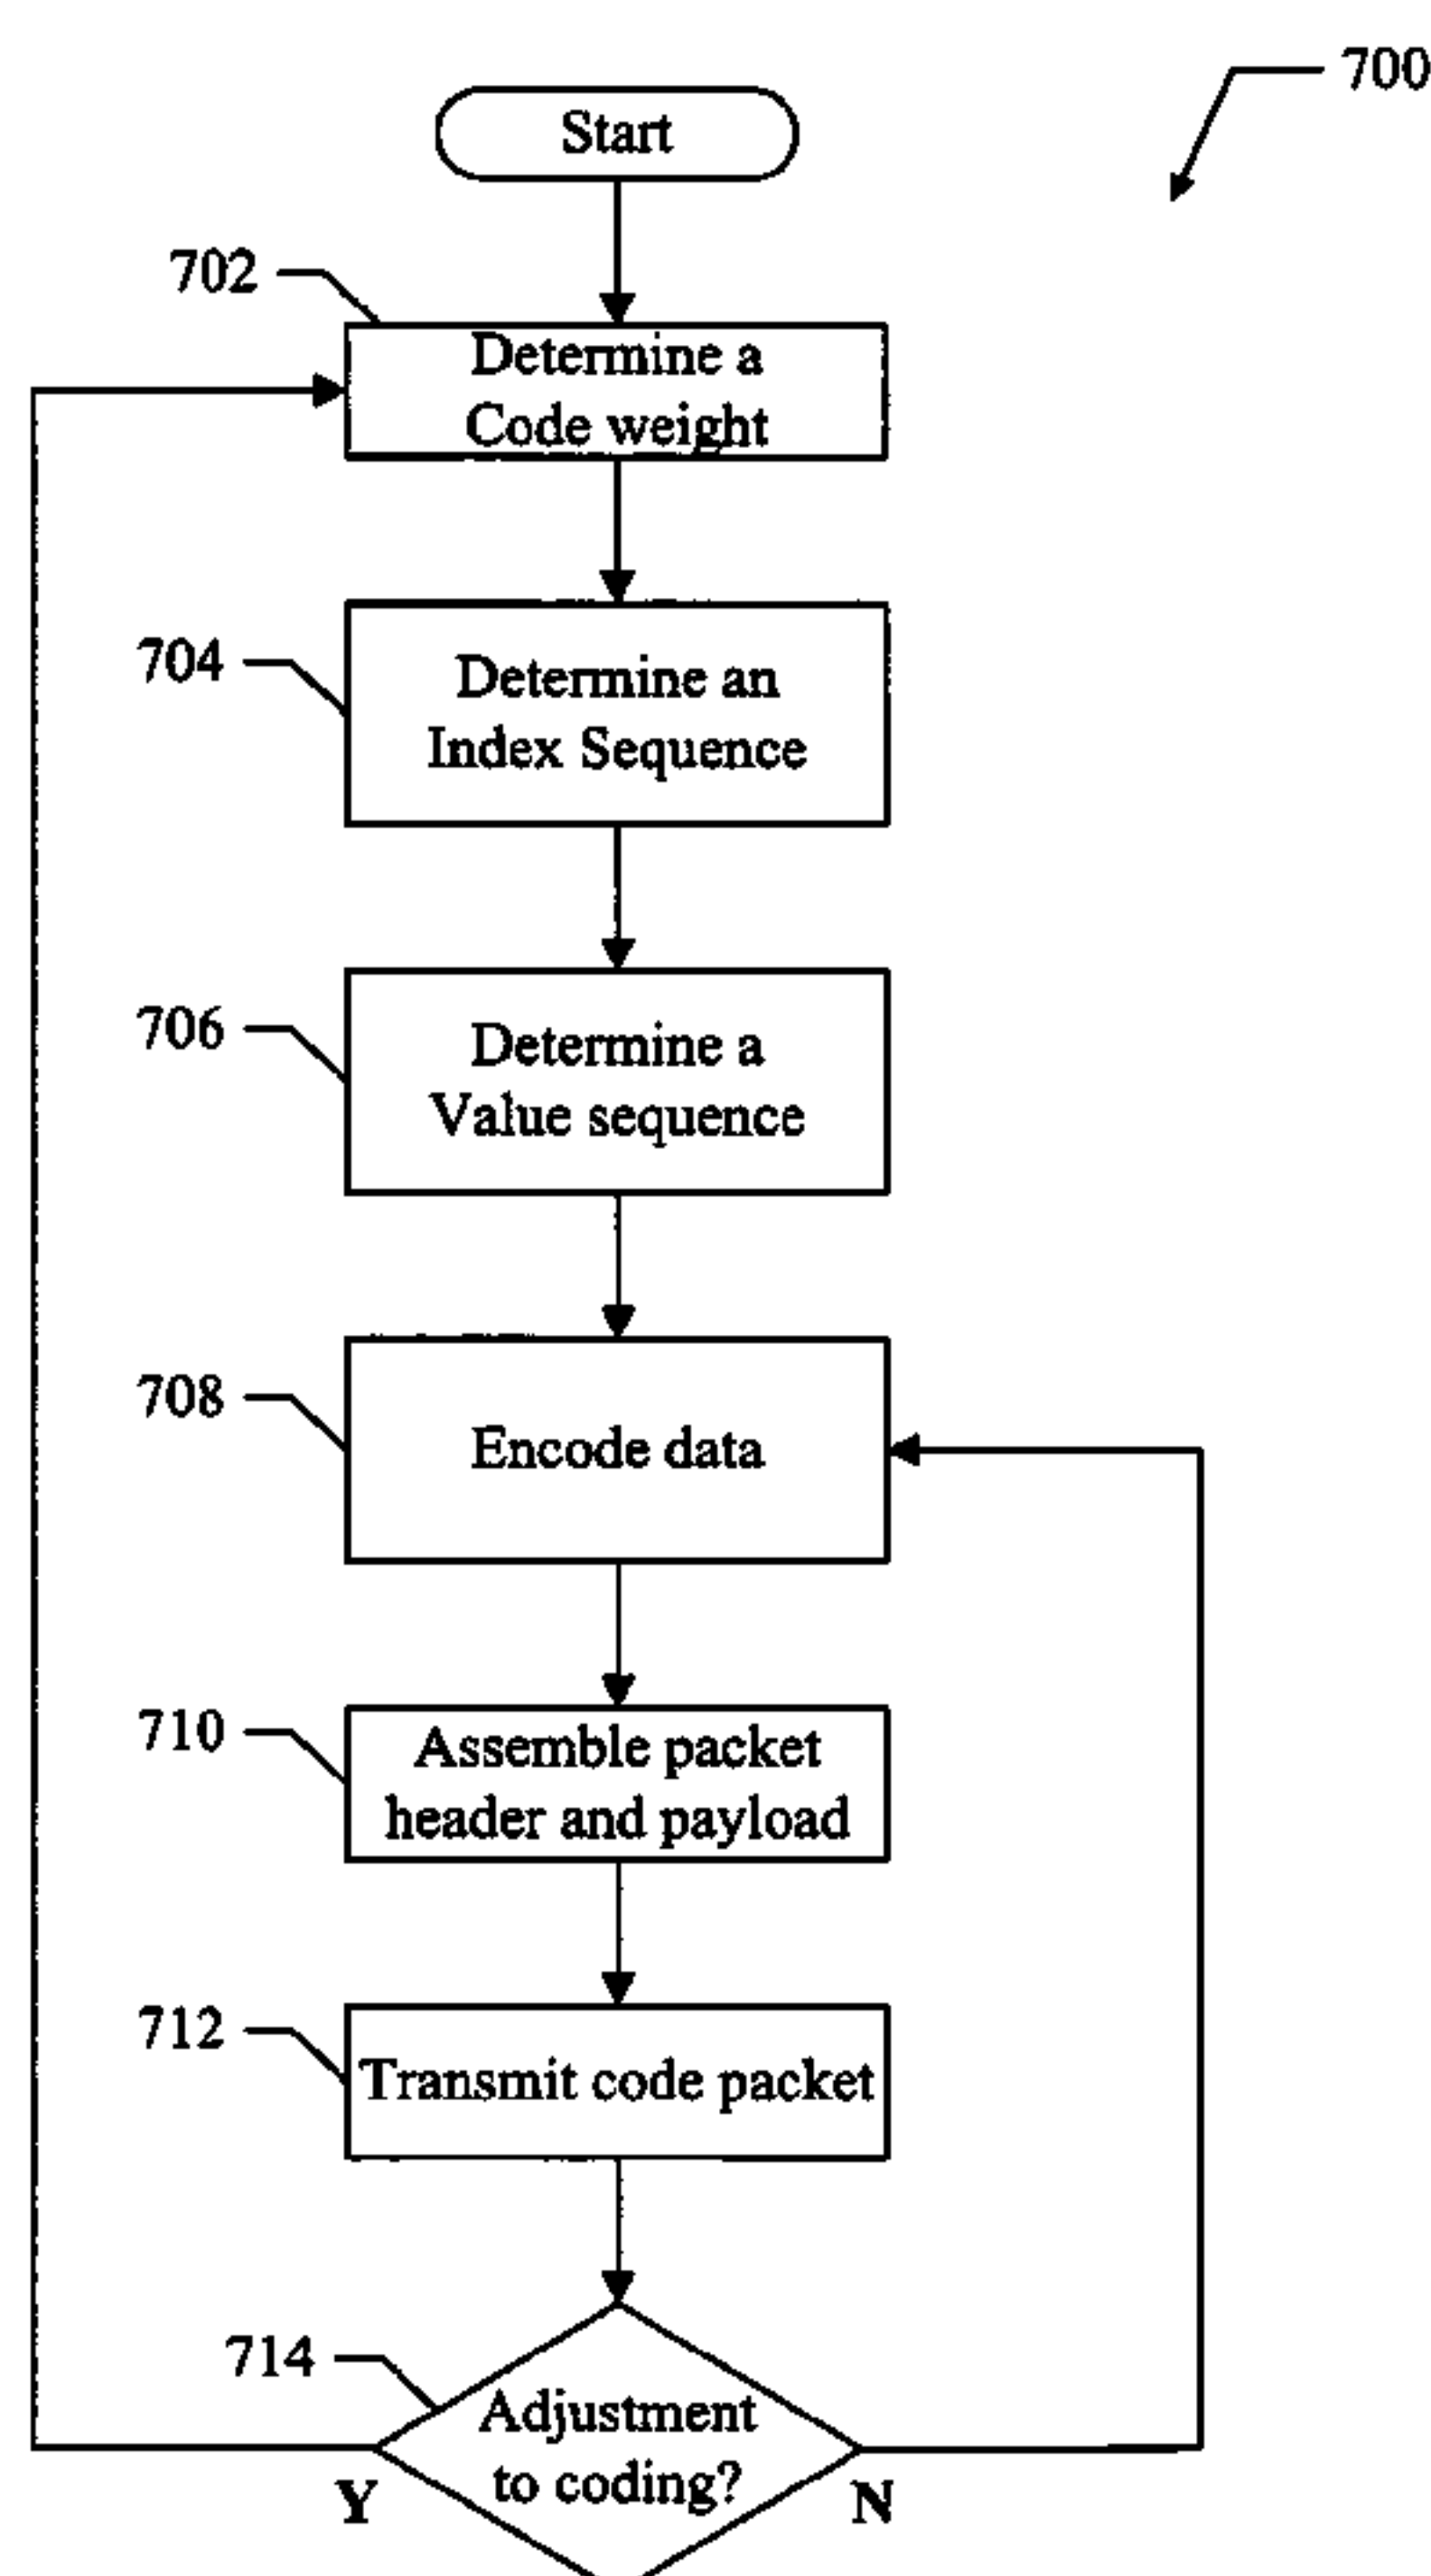 700
Start
702
Determine a
Code weight
704
Determine an
Index Sequence
706
Determine a
Value sequence
708
Encode data
710
Assemble packet
header and payload
712
Transmit code packet
714
Adjustment
to coding?
Y
N